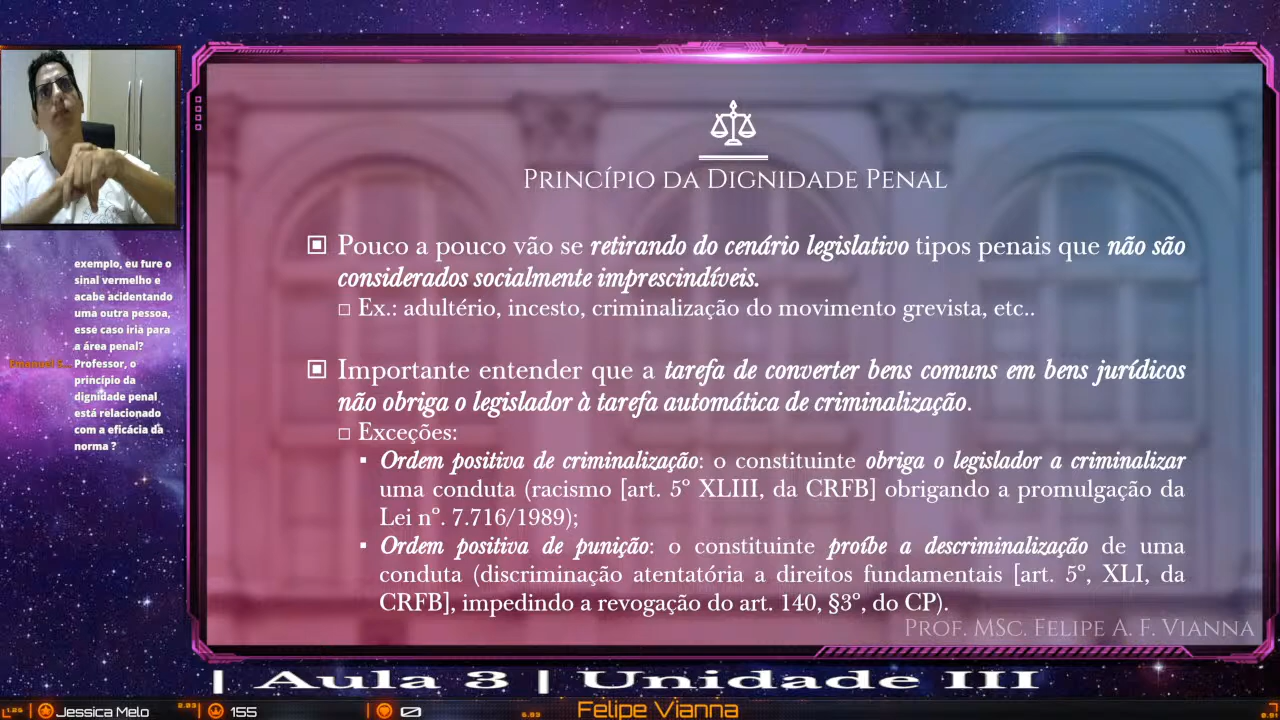 Princípio da Dignidade Penal
Pouco a pouco vão se retirando do cenário legislativo tipos penais que não são
considerados socialmente imprescindíveis.
Ex.: adultério, incesto, criminalização do movimento grevista, etc..
Importante entender que a tarefa de converter bens comuns em bens jurídicos
não obriga o legislador à tarefa automática de criminalização.
Exceções:
Ordem positiva de criminalização: o constituinte obriga o legislador a criminalizar
uma conduta (racismo [art. 5º XLIII, da CRFB] obrigando a promulgação da
Lei nº. 7.716/1989);
Ordem positiva de punição: o constituinte proíbe a descriminalização de uma
conduta (discriminação atentatória a direitos fundamentais [art. 5º, XLI, da
CRFB], impedindo a revogação do art. 140, §3º, do CP).
Prof. MSc. Felipe A. F. Vianna
exemplo, eu fure o
sinal vermelho e
acabe acidentando
uma outra pessoa,
esse caso iria para
a área penal?
Emanuel S... Professor, o
princípio da
dignidade penal
está relacionado
com a eficácia da
norma ?
| Aula 3 | Unidade III
Jessica Melo
155
0
Felipe Vianna